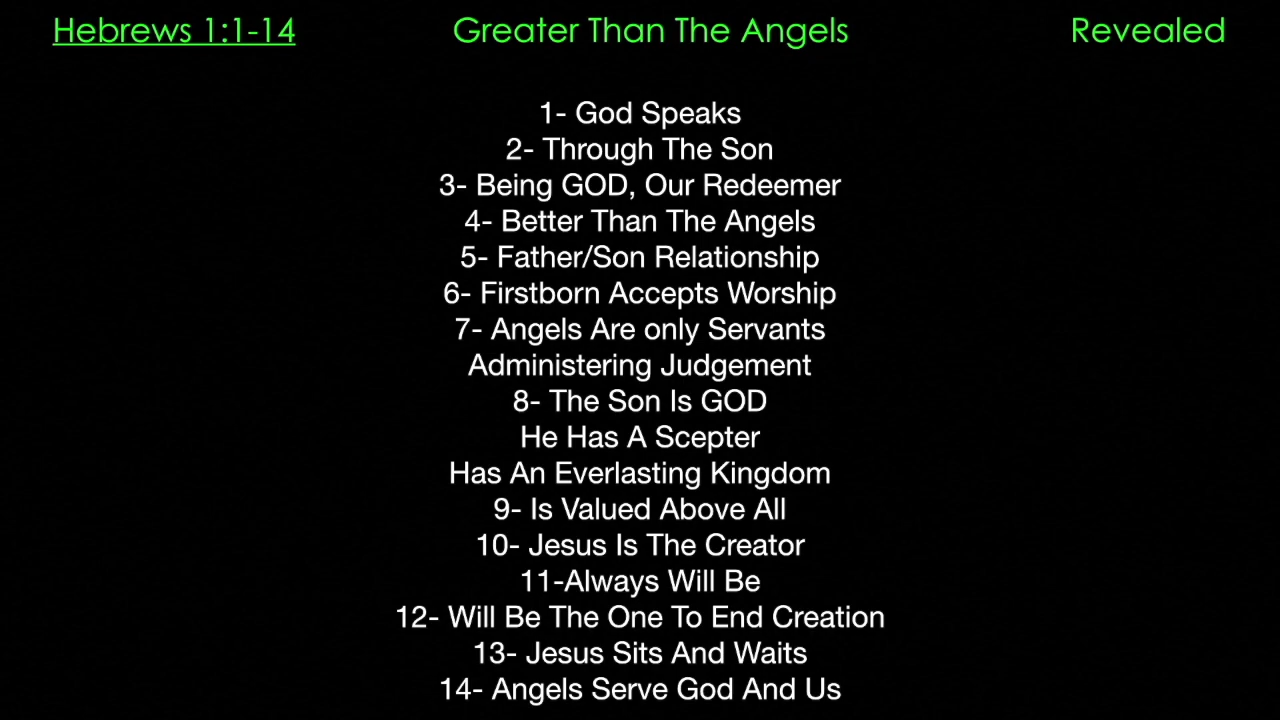 Hebrews 1:1-14 Greater Than The Angels Revealed
1- God Speaks
2- Through The Son
3- Being GOD, Our Redeemer
4- Better Than The Angels
5- Father/Son Relationship
6- Firstborn Accepts Worship
7- Angels Are only Servants
Administering Judgement
8- The Son Is GOD
He Has A Scepter
Has An Everlasting Kingdom
9- Is Valued Above All
10- Jesus Is The Creator
11-Always Will Be
12- Will Be The One To End Creation
13- Jesus Sits And Waits
14- Angels Serve God And Us